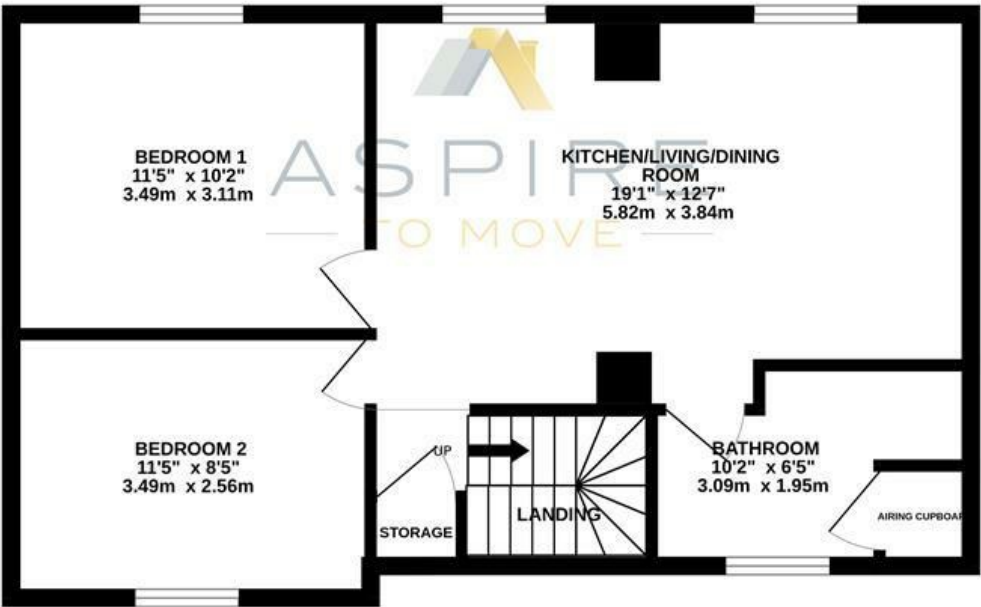 BEDROOM 1
11'5" x 10'2"
3.49m x 3.11m
ASPIRE
TO MOVE
KITCHEN/LIVING/DINING
ROOM
19'1" x 12'7"
5.82m x 3.84m
BEDROOM 2
11'5" x 8'5"
3.49m x 2.56m
UP
STORAGE
LANDING
BATHROOM
10'2" x 6'5"
3.09m x 1.95m
AIRING CUPBOAR